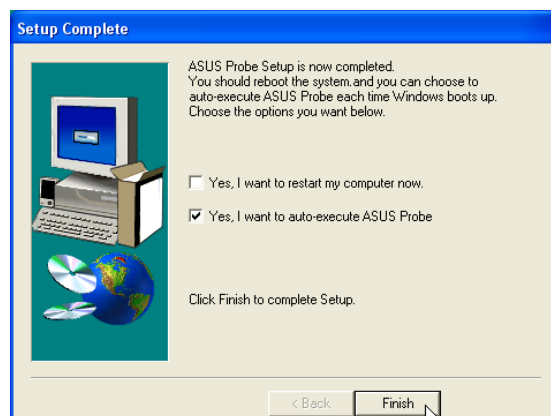 Setup Complete
ASUS Probe Setup is now completed.
You should reboot the system.and you can choose to
auto-execute ASUS Probe each time Windows boots up.
Choose the options you want below.
Yes, I want to restart my computer now.
Yes, I want to auto-execute ASUS Probe
Click Finish to complete Setup.
< Back
Finish